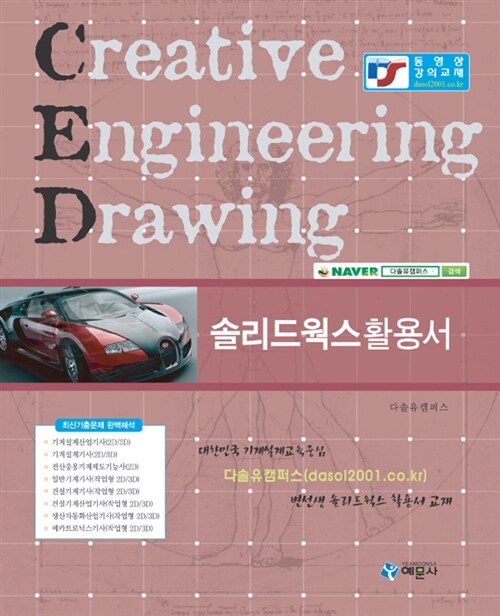 Creative
Engineering
Drawing
동영상
강의교재
dasol2001.co.kr
NAVER 다솔유캠퍼스 검색
솔리드웍스활용서
다솔유캠퍼스
최신기출문제 완벽해석
기계설계산업기사(2D/3D)
기계설계기사(2D/3D)
전산응용기계제도기능사(2D)
일반기계기사(작업형 2D/3D)
건설기계기사(작업형 2D/3D)
건설기계산업기사(작업형 2D/3D)
생산자동화산업기사(작업형 2D/3D)
메카트로닉스기사(작업형 2D/3D)
대한민국 기계설계교육중심
다솔유캠퍼스(dasol2001.co.kr)
변선생 솔리드웍스 활용서 교재
YEAMOONSA
예문사